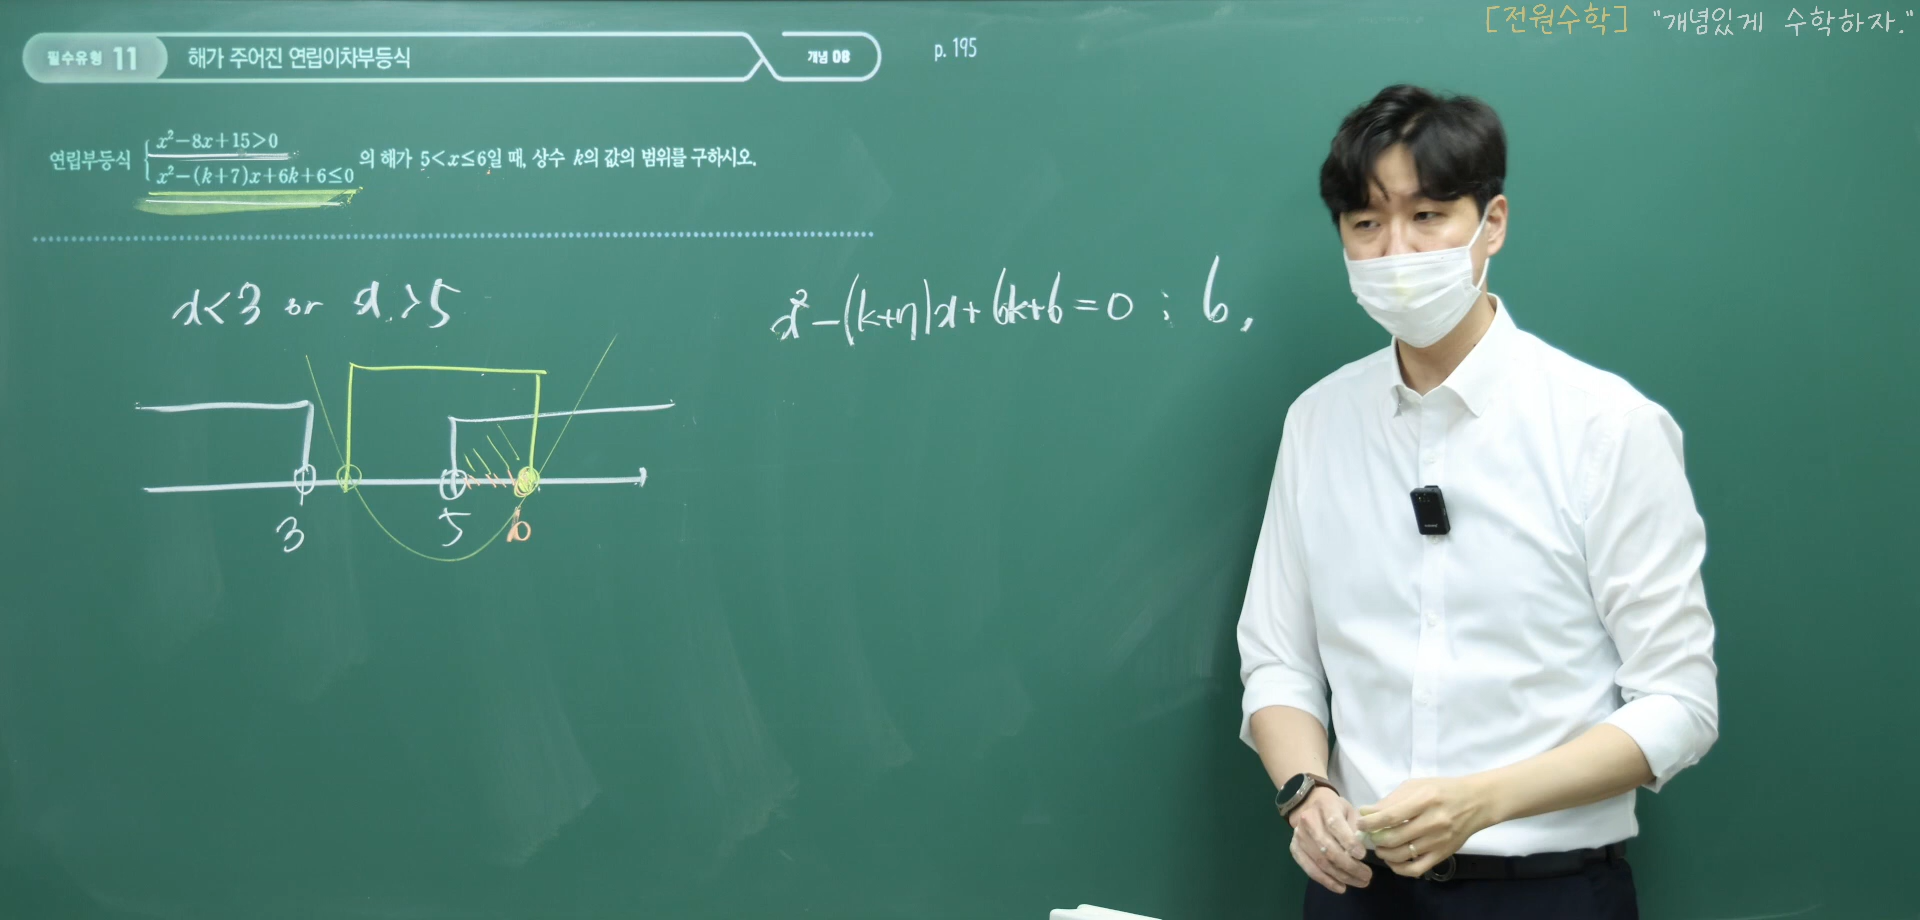 [전원수학] "개념있게 수학하자."
필수유형 11 해가 주어진 연립이차부등식 개념 08 p. 195
연립부등식 { x²-8x+15>0
x²-(k+7)x+6k+6≤0 의 해가 5<x≤6일 때, 상수 k의 값의 범위를 구하시오.
x<3 or x>5
x²-(k+7)x+6k+6=0 ; 6,
3 5 6